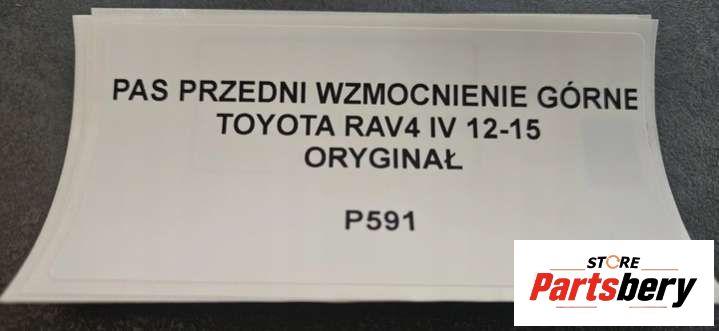 PAS PRZEDNI WZMOCNIENIE GÓRNE
TOYOTA RAV4 IV 12-15
ORYGINAŁ
P591
STORE
Partsbery